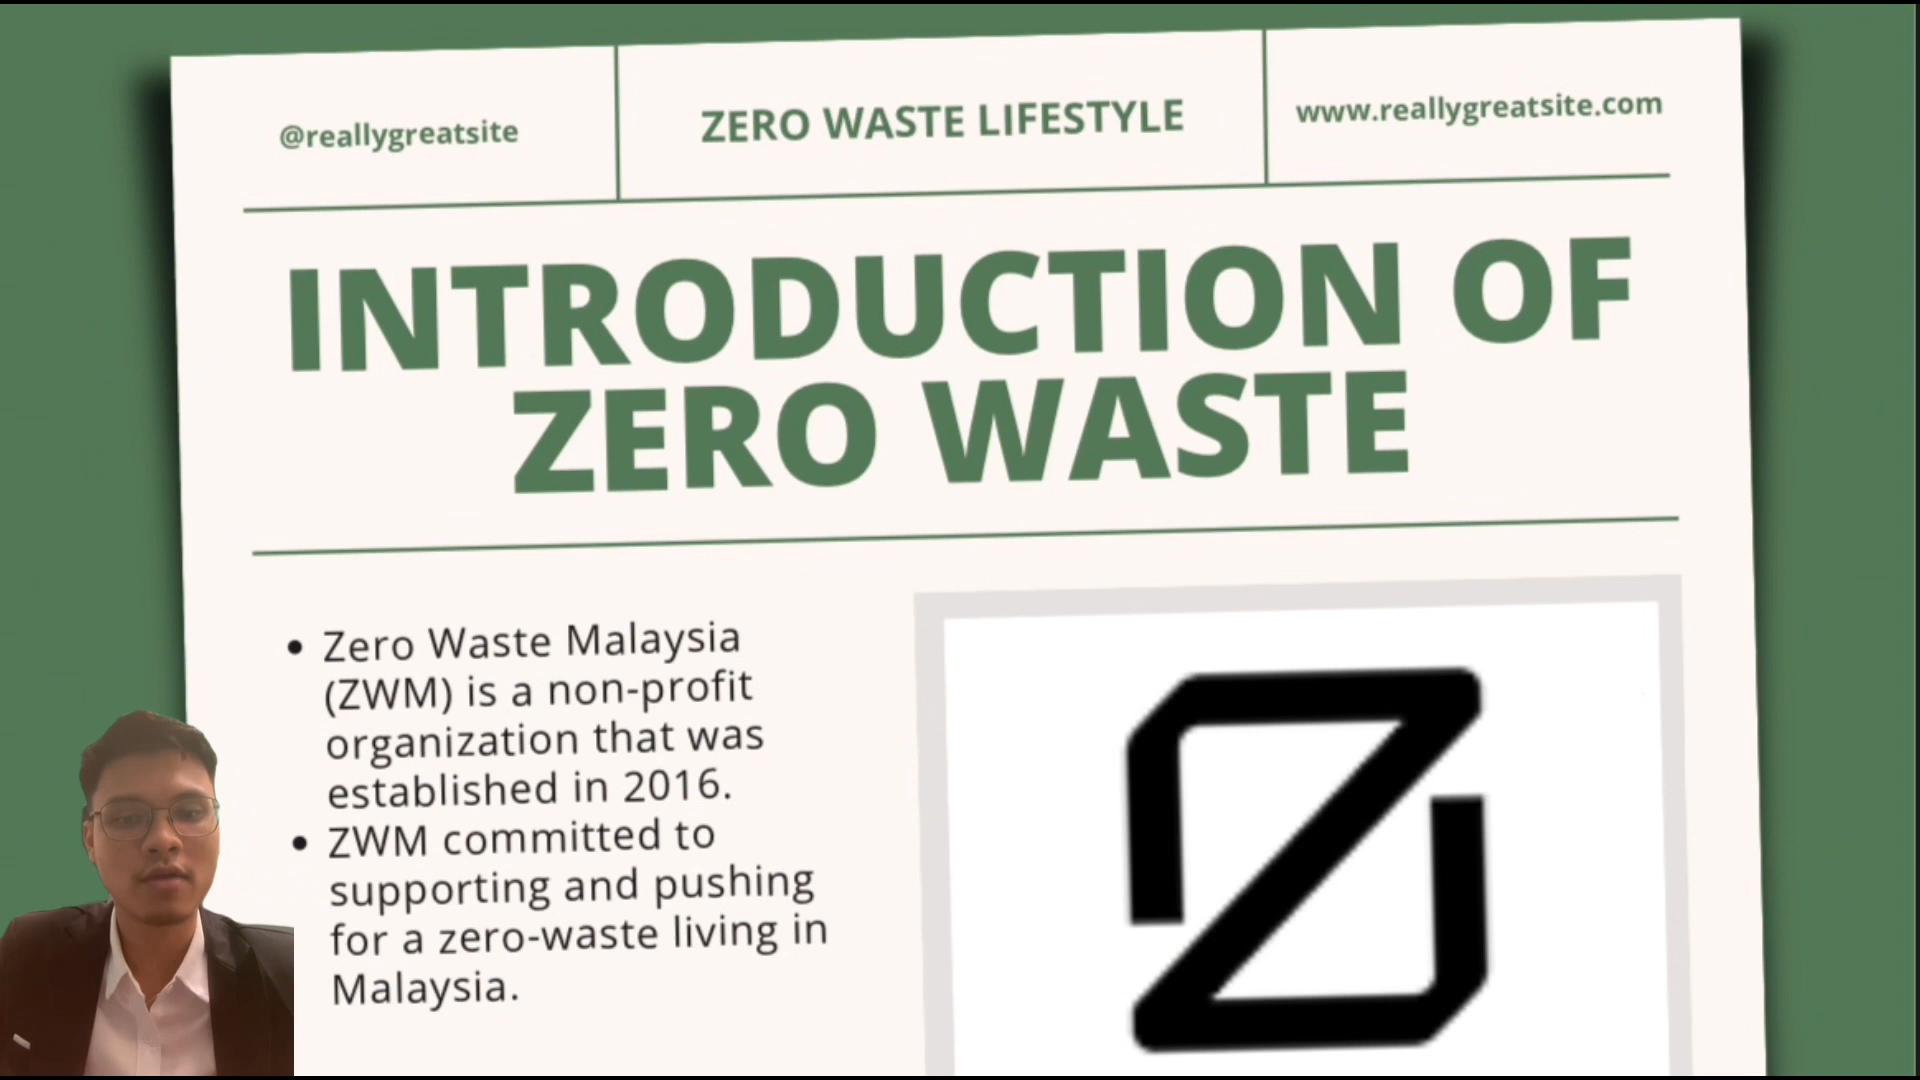 @reallygreatsite
ZERO WASTE LIFESTYLE
www.reallygreatsite.com
INTRODUCTION OF
ZERO WASTE
• Zero Waste Malaysia
(ZWM) is a non-profit
organization that was
established in 2016.
• ZWM committed to
supporting and pushing
for a zero-waste living in
Malaysia.